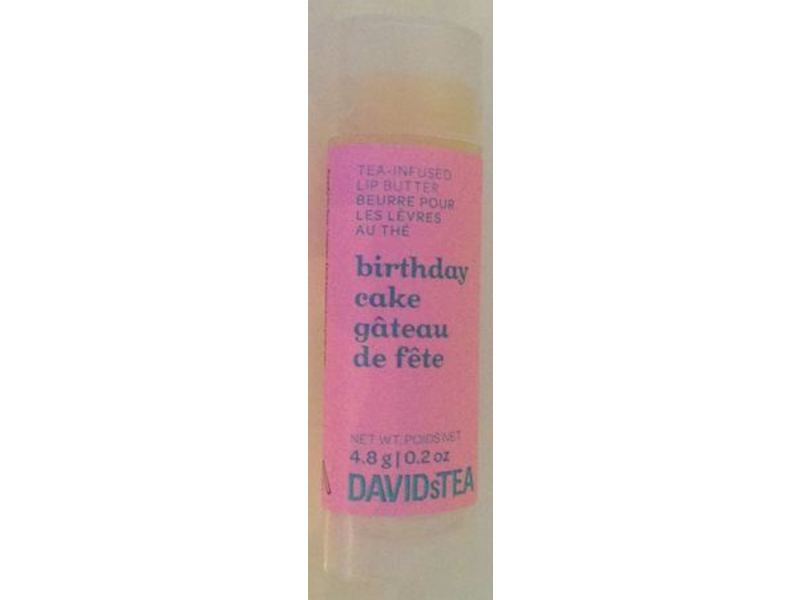 TEA-INFUSED
LIP BUTTER
BEURRE POUR
LES LÈVRES
AU THÉ
birthday
cake
gâteau
de fête
NET WT. POIDS NET
4.8 g | 0.2 oz
DAVIDsTEA